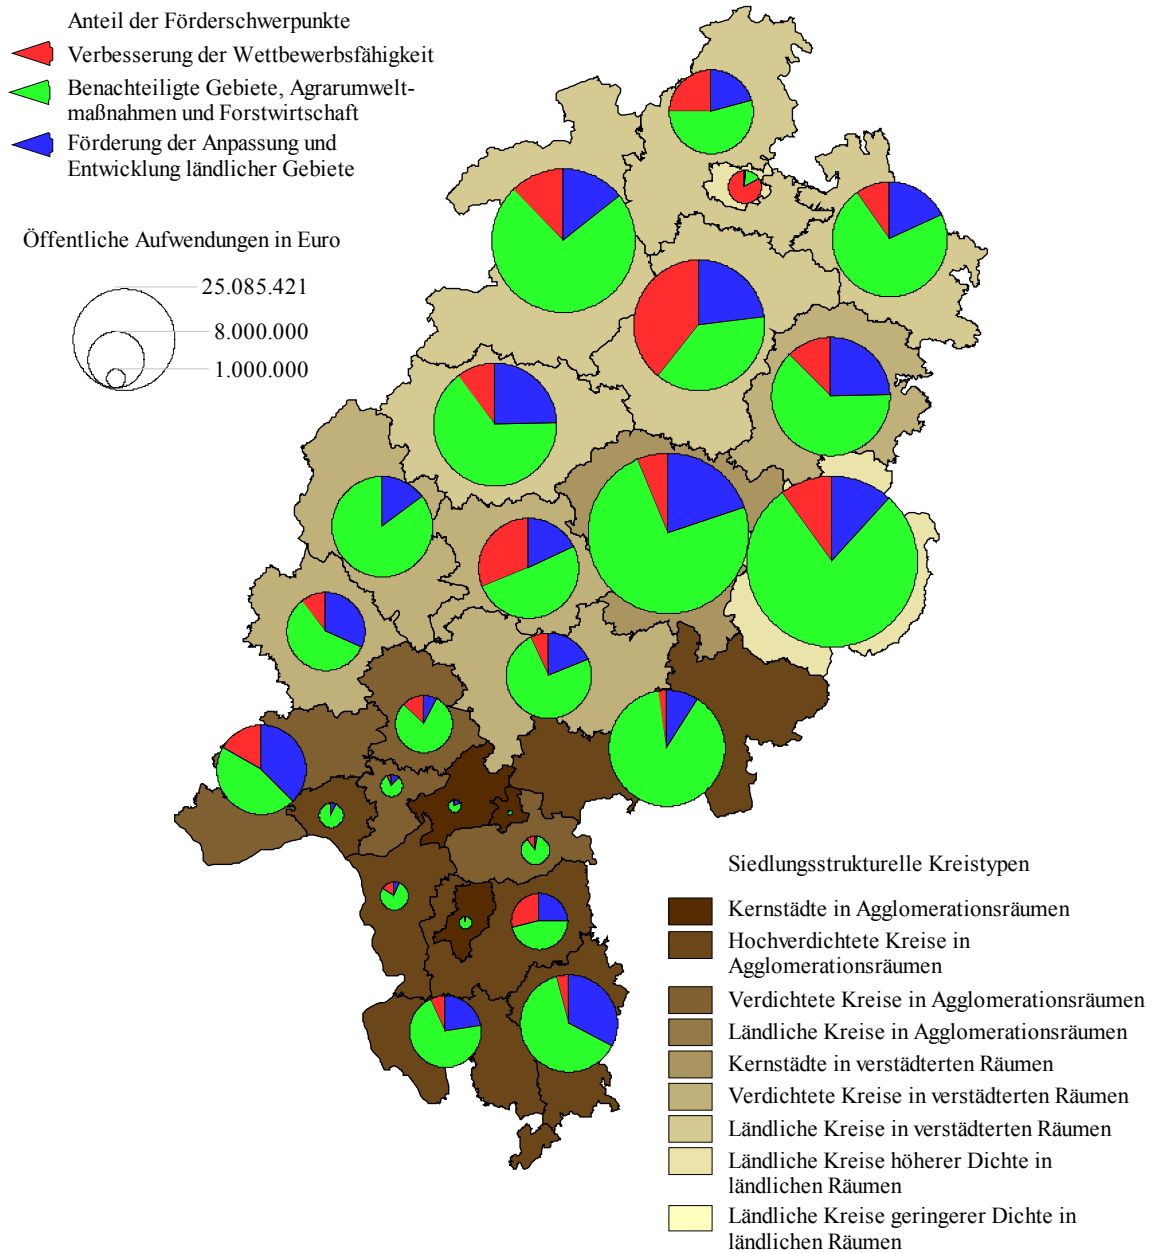 Anteil der Förderschwerpunkte
Verbesserung der Wettbewerbsfähigkeit
Benachteiligte Gebiete, Agrarumwelt-
maßnahmen und Forstwirtschaft
Förderung der Anpassung und
Entwicklung ländlicher Gebiete
Öffentliche Aufwendungen in Euro
25.085.421
8.000.000
1.000.000
Siedlungsstrukturelle Kreistypen
Kernstädte in Agglomerationsräumen
Hochverdichtete Kreise in
Agglomerationsräumen
Verdichtete Kreise in Agglomerationsräumen
Ländliche Kreise in Agglomerationsräumen
Kernstädte in verstädterten Räumen
Verdichtete Kreise in verstädterten Räumen
Ländliche Kreise in verstädterten Räumen
Ländliche Kreise höherer Dichte in
ländlichen Räumen
Ländliche Kreise geringerer Dichte in
ländlichen Räumen